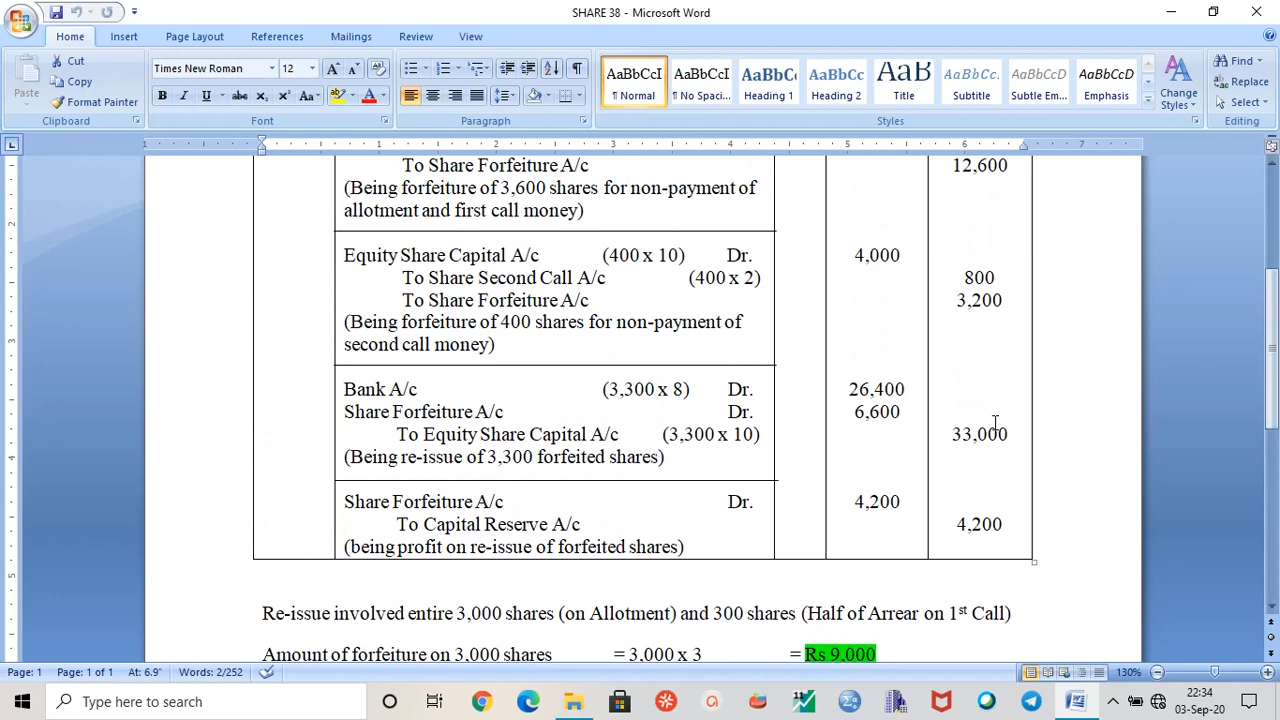 SHARE 38 - Microsoft Word
Home Insert Page Layout References Mailings Review View
Paste Cut Copy Format Painter Clipboard
Times New Roman 12 Font
Paragraph
AaBbCcI AaBbCcI AaBbCc AaBbCc AaB AaBbCc. AaBbCcD AaBbCcD
¶ Normal ¶ No Spaci... Heading 1 Heading 2 Title Subtitle Subtle Em... Emphasis
Change Styles
Styles
Find
Replace
Select
Editing
1 1 2 3 4 5 6 7
To Share Forfeiture A/c 12,600
(Being forfeiture of 3,600 shares for non-payment of
allotment and first call money)
Equity Share Capital A/c (400 x 10) Dr. 4,000
To Share Second Call A/c (400 x 2) 800
To Share Forfeiture A/c 3,200
(Being forfeiture of 400 shares for non-payment of
second call money)
Bank A/c (3,300 x 8) Dr. 26,400
Share Forfeiture A/c Dr. 6,600
To Equity Share Capital A/c (3,300 x 10) 33,000
(Being re-issue of 3,300 forfeited shares)
Share Forfeiture A/c Dr. 4,200
To Capital Reserve A/c 4,200
(being profit on re-issue of forfeited shares)
Re-issue involved entire 3,000 shares (on Allotment) and 300 shares (Half of Arrear on 1st Call)
Amount of forfeiture on 3,000 shares = 3,000 x 3 = Rs 9,000
Page: 1 Page: 1 of 1 At: 6.9" Words: 2/252 130%
Type here to search 22:34
03-Sep-20